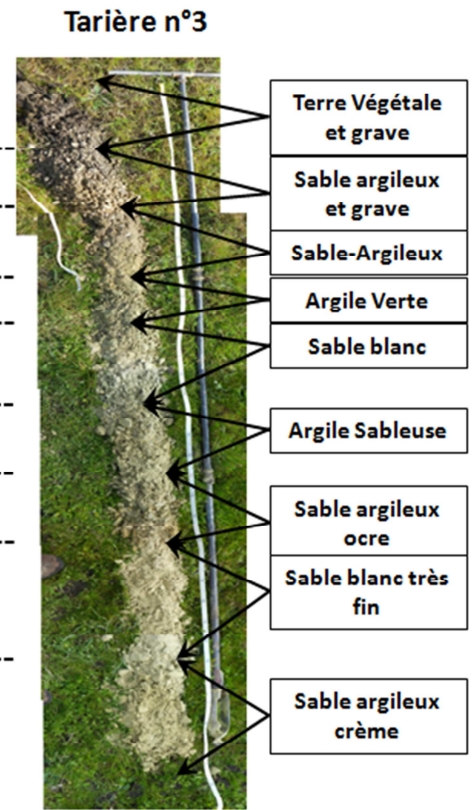 Tarière n°3
Terre Végétale
et grave
Sable argileux
et grave
Sable-Argileux
Argile Verte
Sable blanc
Argile Sableuse
Sable argileux
ocre
Sable blanc très
fin
Sable argileux
crème